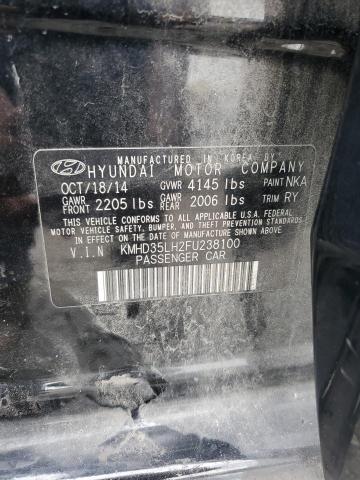 MANUFACTURED IN KOREA BY
HYUNDAI MOTOR COMPANY
OCT/18/14 GVWR 4145 lbs PAINT NKA
GAWR FRONT 2205 lbs GAWR REAR 2006 lbs TRIM RY
THIS VEHICLE CONFORMS TO ALL APPLICABLE U.S.A. FEDERAL
MOTOR VEHICLE SAFETY, BUMPER, AND THEFT PREVENTION
STANDARDS IN EFFECT ON THE DATE OF MANUFACTURE
SHOWN ABOVE.
V.I.N KMHD35LH2FU238100
PASSENGER CAR